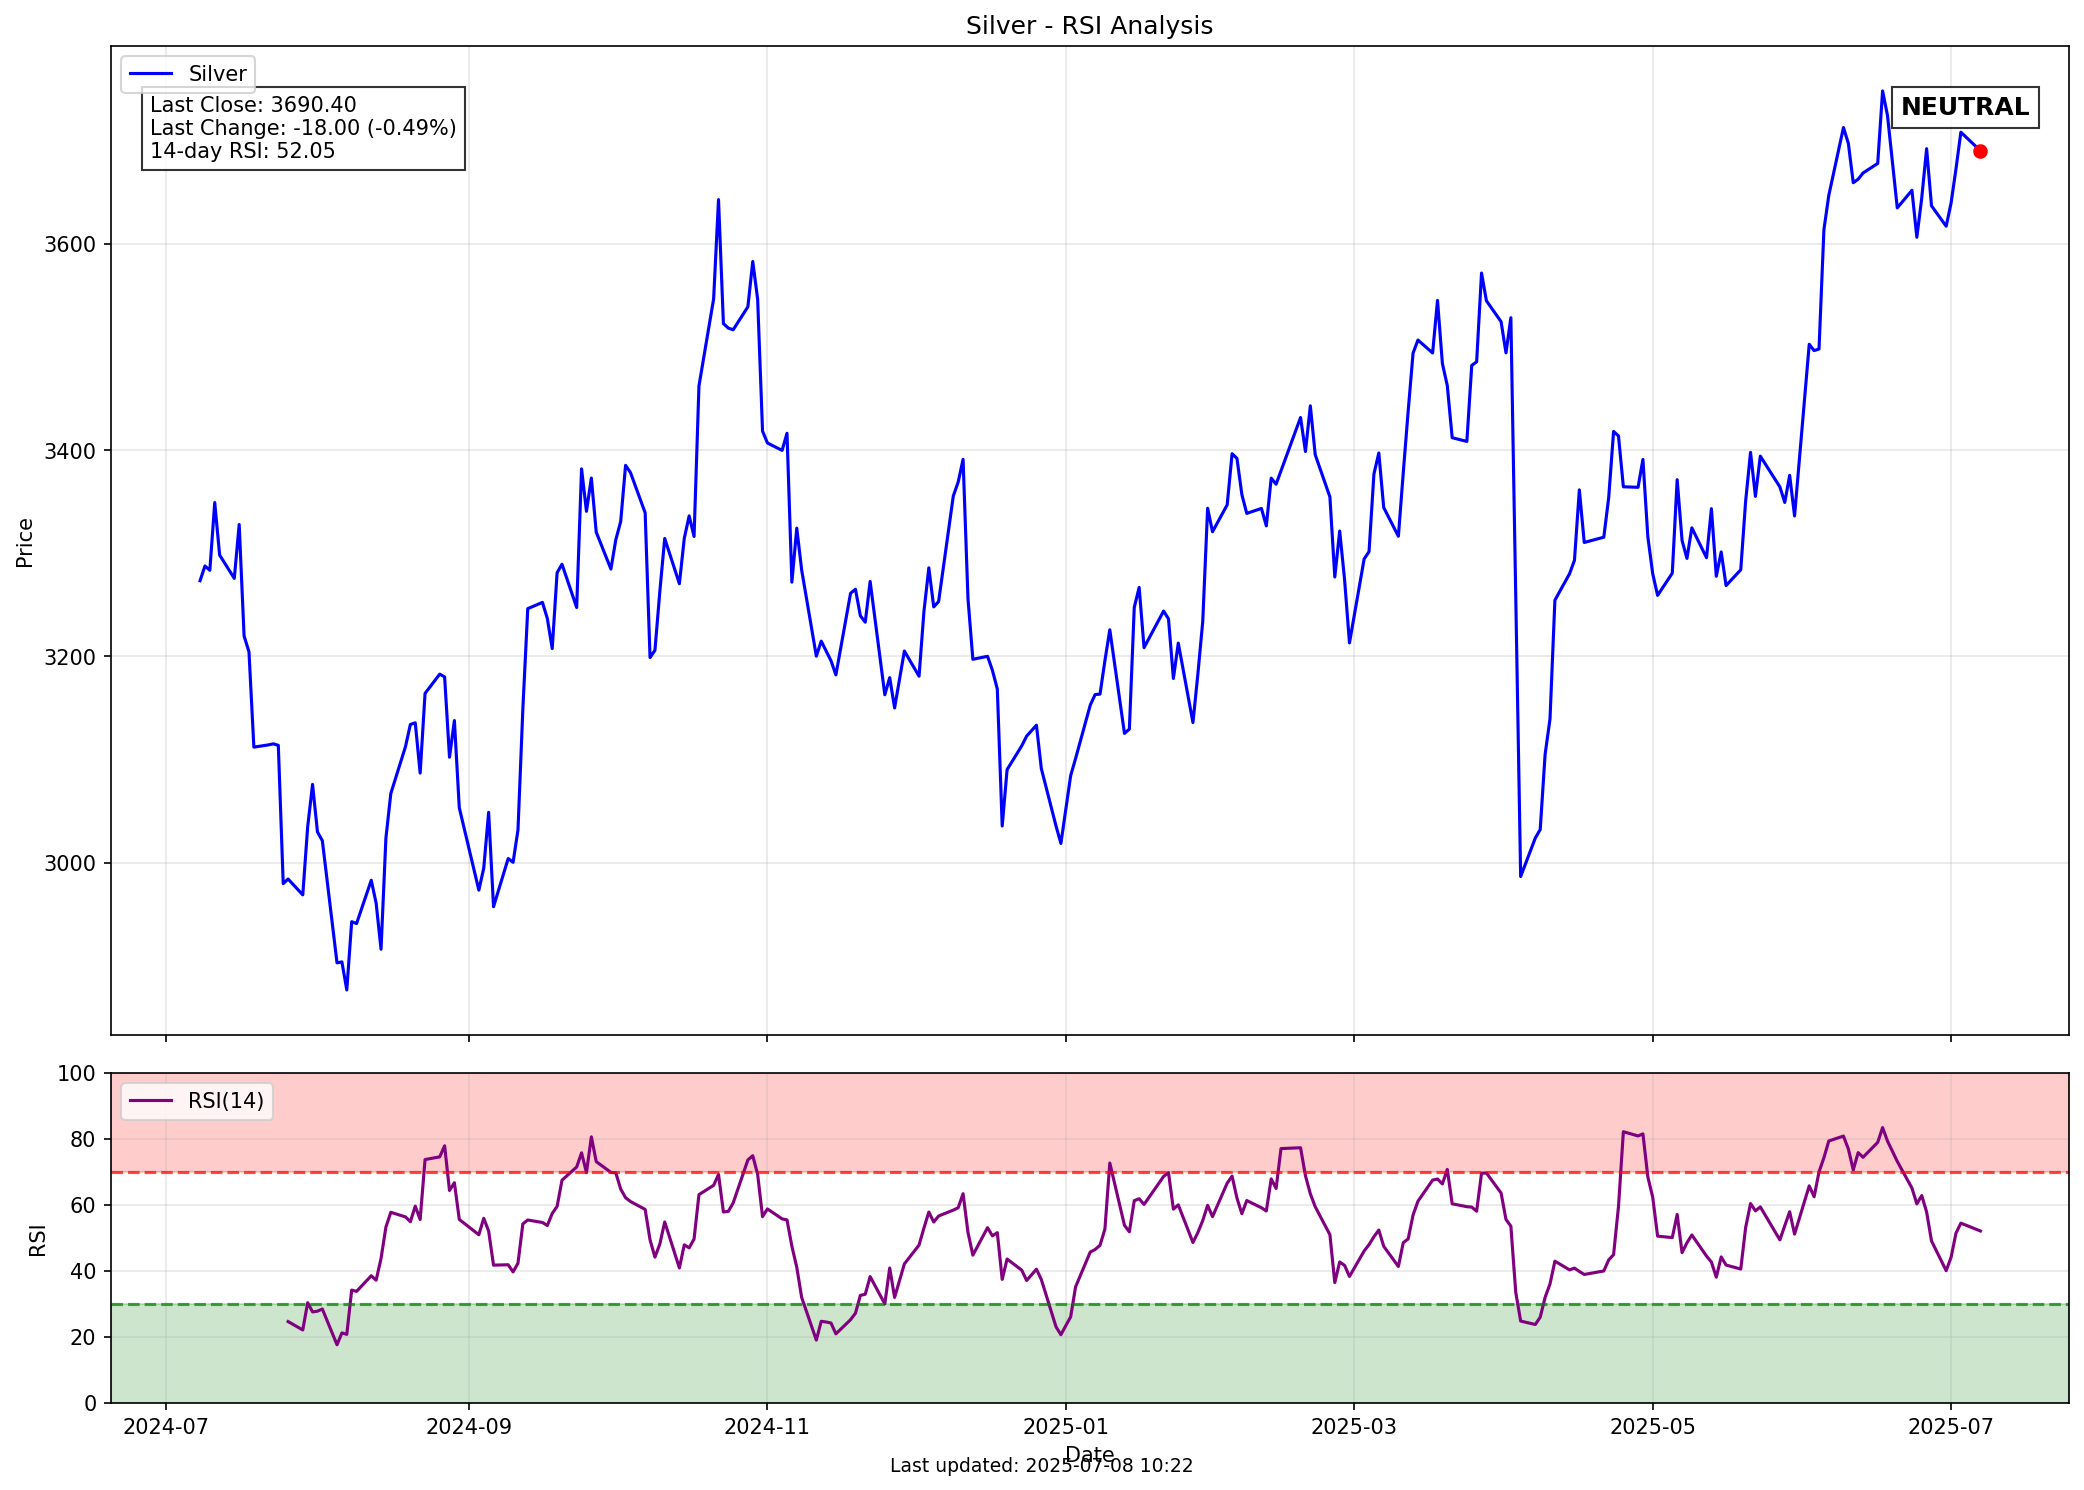 Silver - RSI Analysis
Silver
Last Close: 3690.40
Last Change: -18.00 (-0.49%)
14-day RSI: 52.05
NEUTRAL
Price
3600
3400
3200
3000
RSI(14)
RSI
100
80
60
40
20
0
2024-07
2024-09
2024-11
2025-01
2025-03
2025-05
2025-07
Date
Last updated: 2025-07-08 10:22